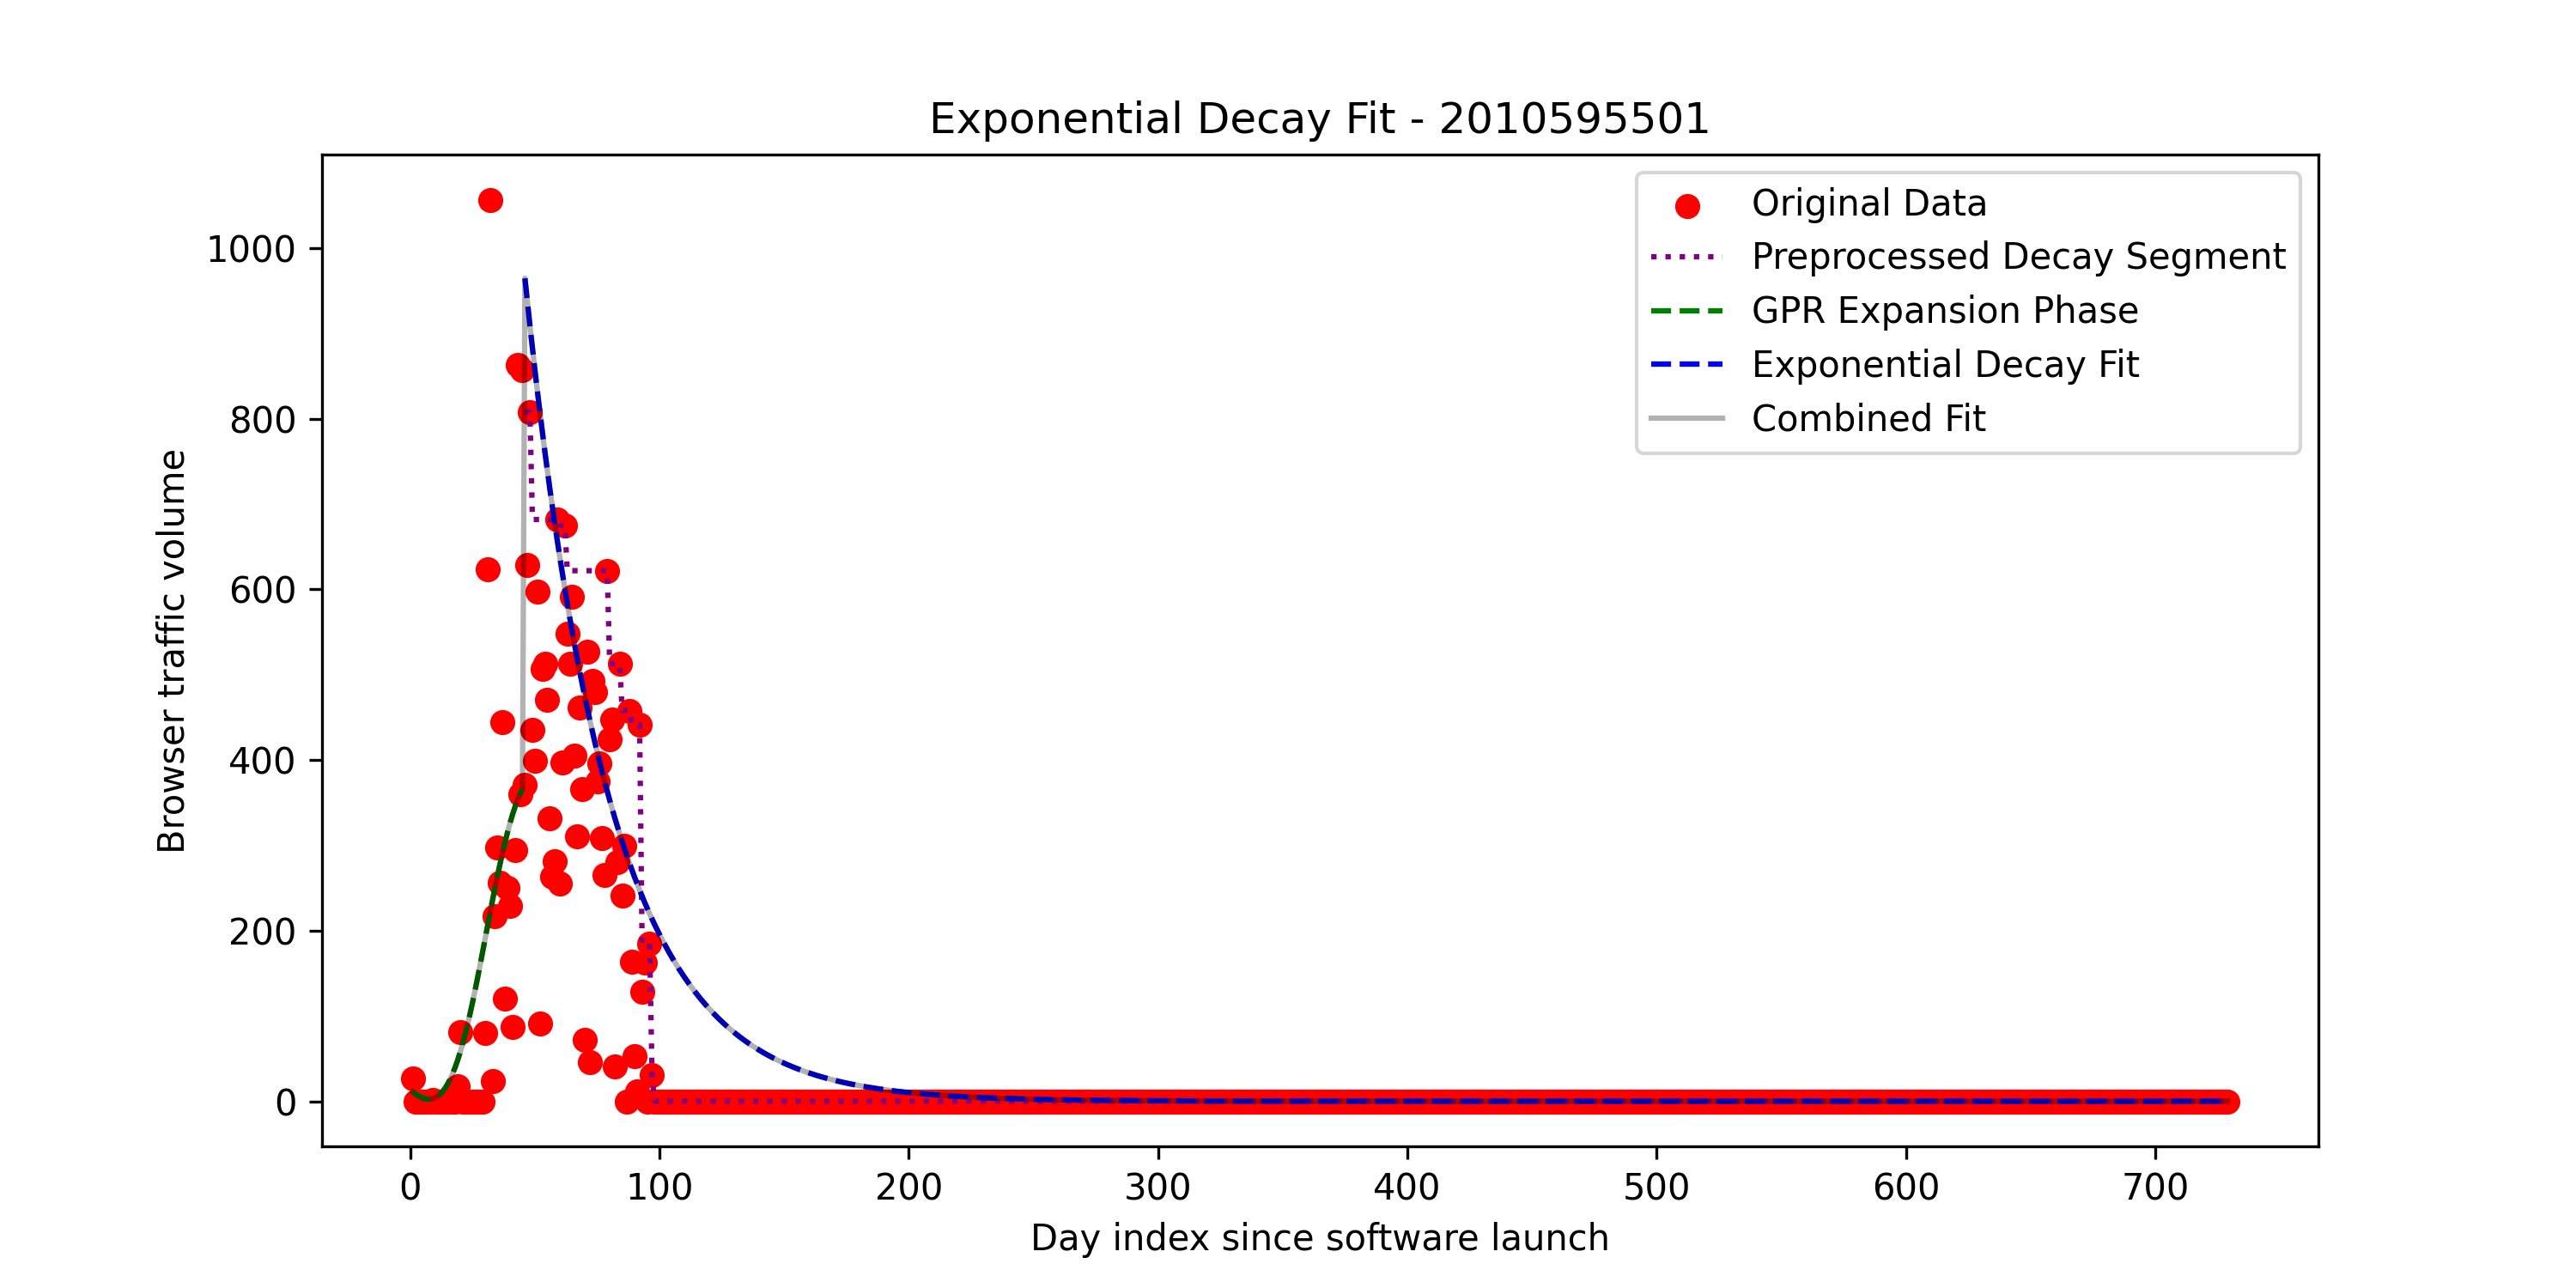 Exponential Decay Fit - 2010595501
Original Data
Preprocessed Decay Segment
GPR Expansion Phase
Exponential Decay Fit
Combined Fit
Browser traffic volume
1000
800
600
400
200
0
0 100 200 300 400 500 600 700
Day index since software launch